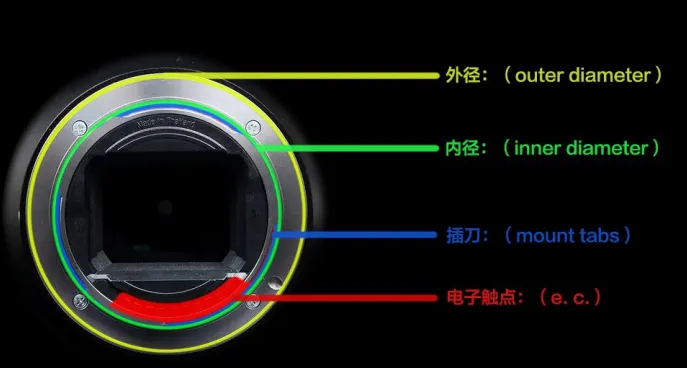 外径：（outer diameter）
Made in Thailand
内径：（inner diameter）
插刀：（mount tabs）
电子触点：（e. c.）